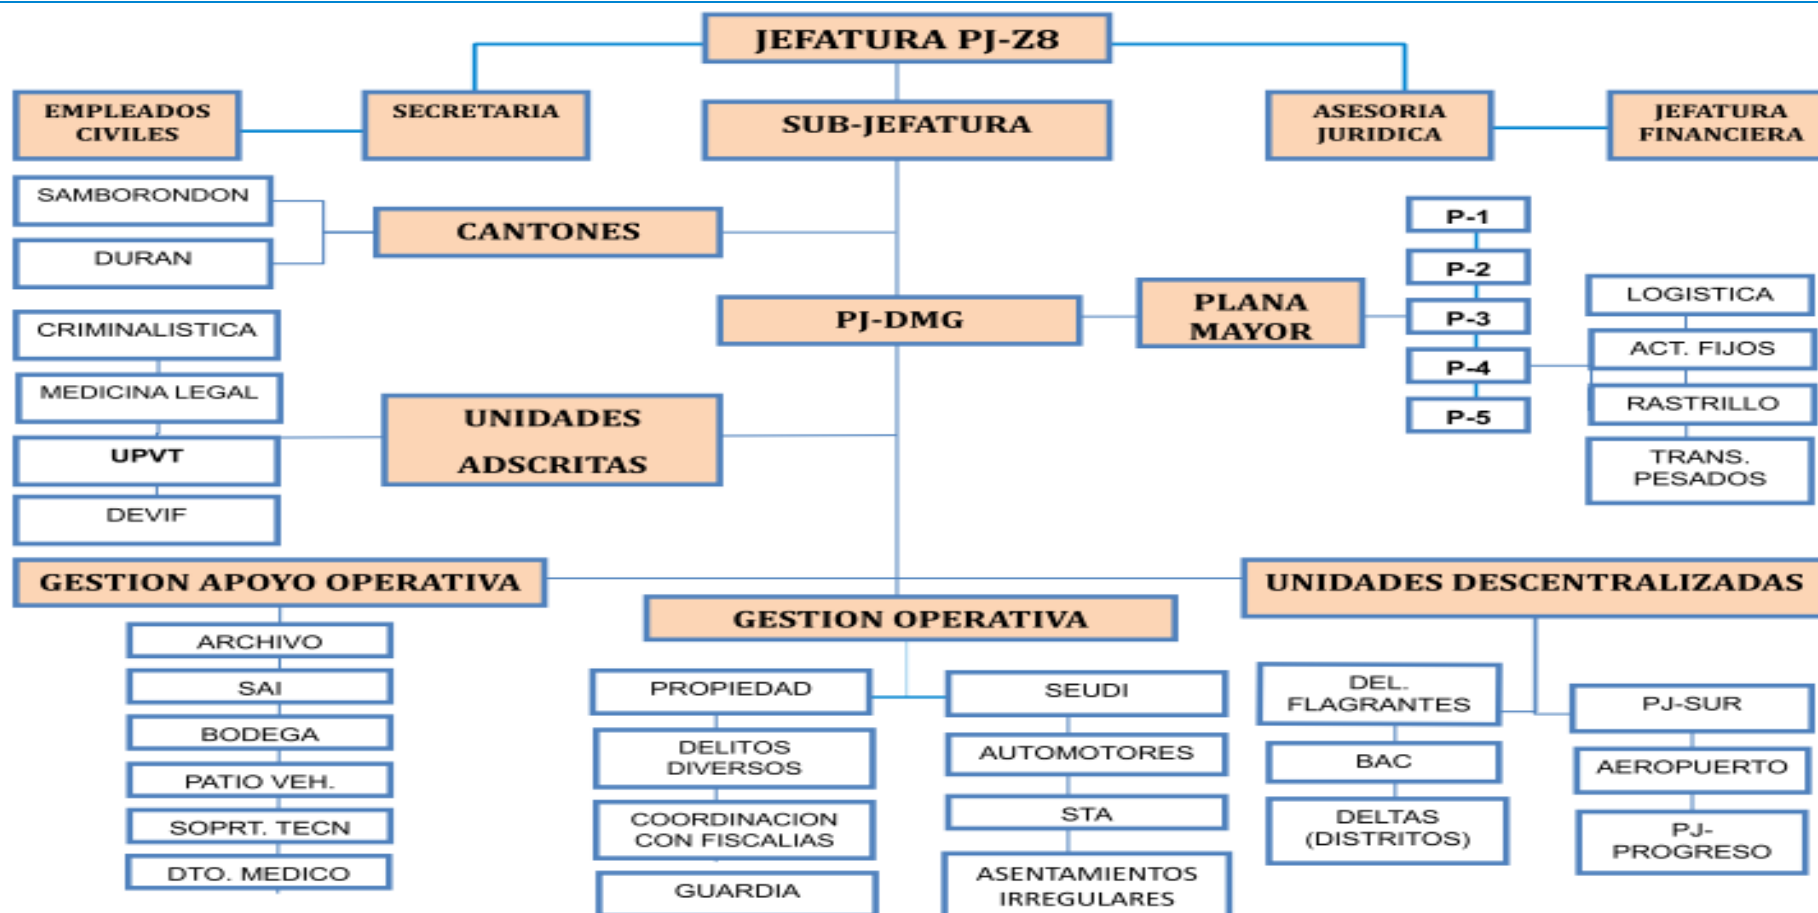 JEFATURA PJ-Z8
EMPLEADOS
CIVILES
SECRETARIA
SUB-JEFATURA
ASESORIA
JURIDICA
JEFATURA
FINANCIERA
SAMBORONDON
DURAN
CANTONES
P-1
P-2
P-3
P-4
P-5
PJ-DMG
PLANA
MAYOR
LOGISTICA
ACT. FIJOS
RASTRILLO
TRANS.
PESADOS
CRIMINALISTICA
MEDICINA LEGAL
UPVT
DEVIF
UNIDADES
ADSCRITAS
GESTION APOYO OPERATIVA
ARCHIVO
SAI
BODEGA
PATIO VEH.
SOPRT. TECN
DTO. MEDICO
GESTION OPERATIVA
PROPIEDAD
DELITOS
DIVERSOS
COORDINACION
CON FISCALIAS
GUARDIA
SEUDI
AUTOMOTORES
STA
ASENTAMIENTOS
IRREGULARES
UNIDADES DESCENTRALIZADAS
DEL.
FLAGRANTES
BAC
DELTAS
(DISTRITOS)
PJ-SUR
AEROPUERTO
PJ-
PROGRESO